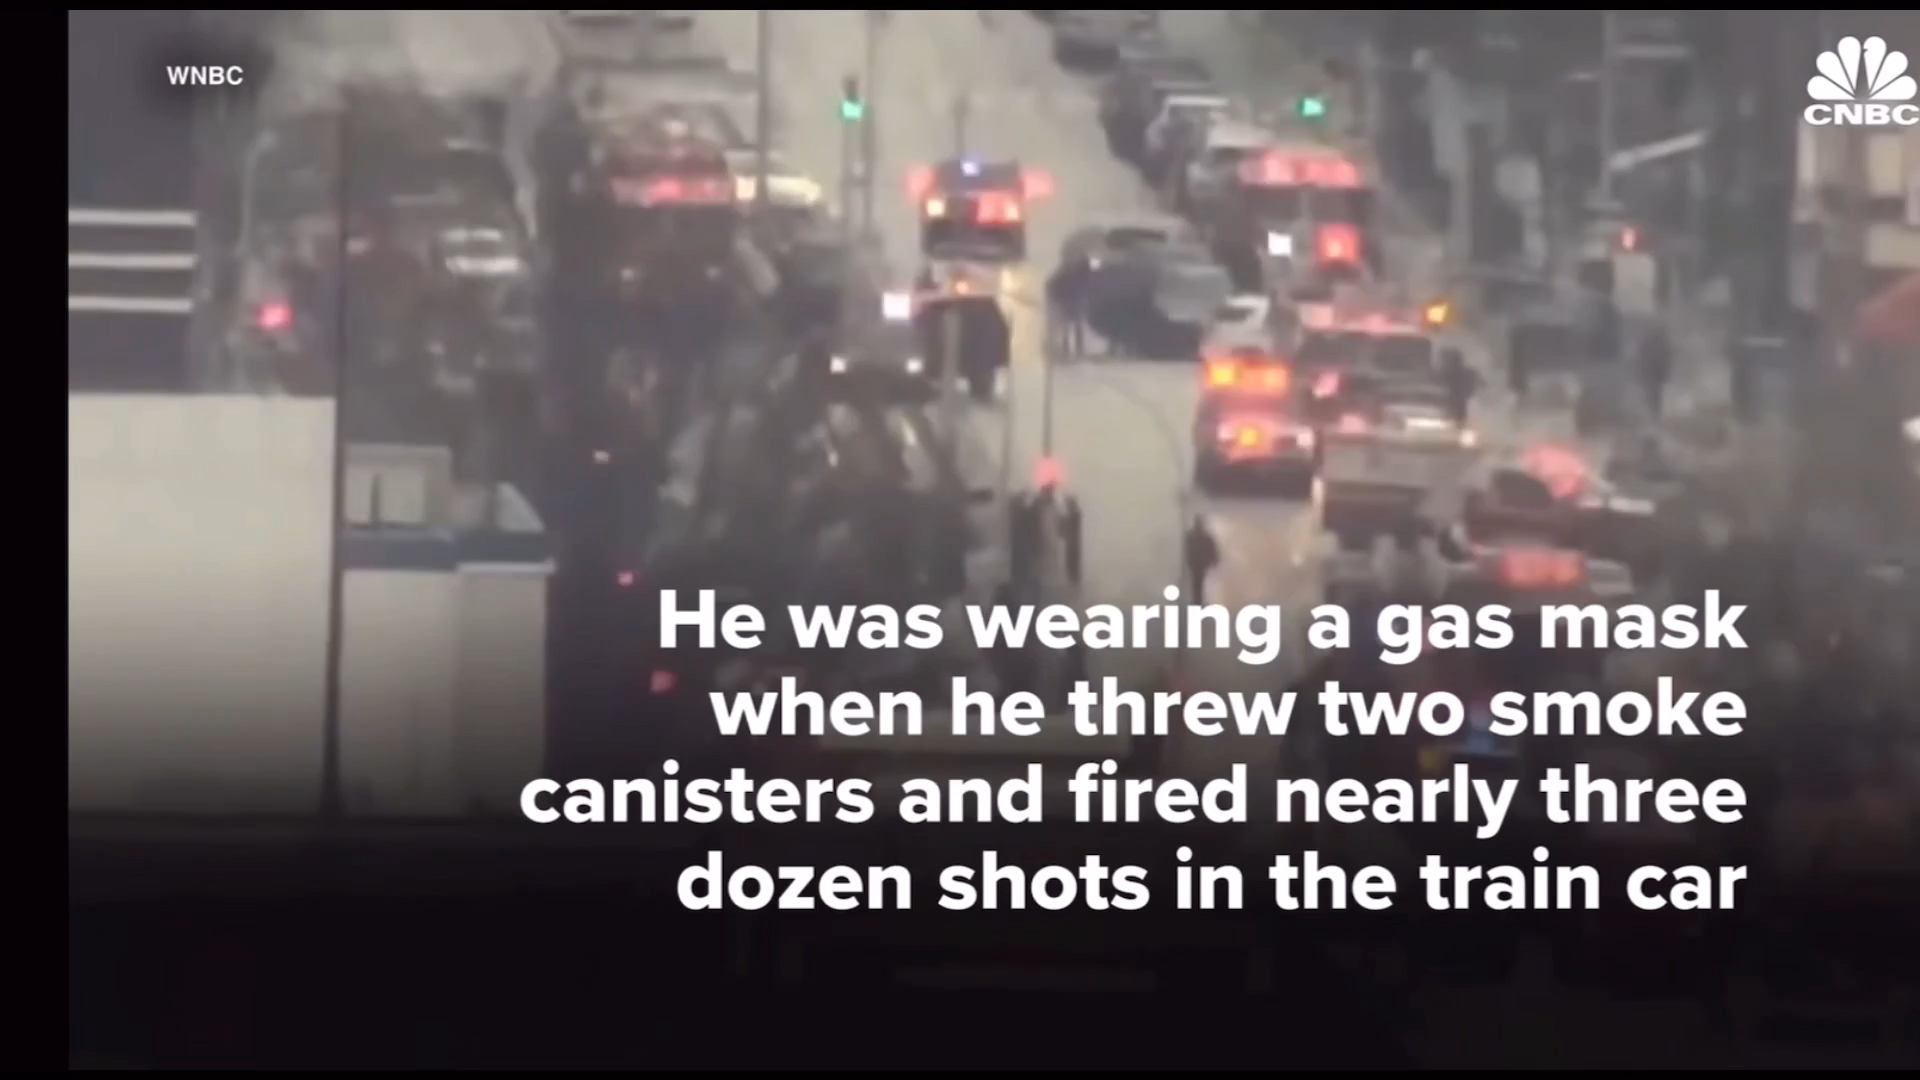 WNBC
CNBC
He was wearing a gas mask
when he threw two smoke
canisters and fired nearly three
dozen shots in the train car